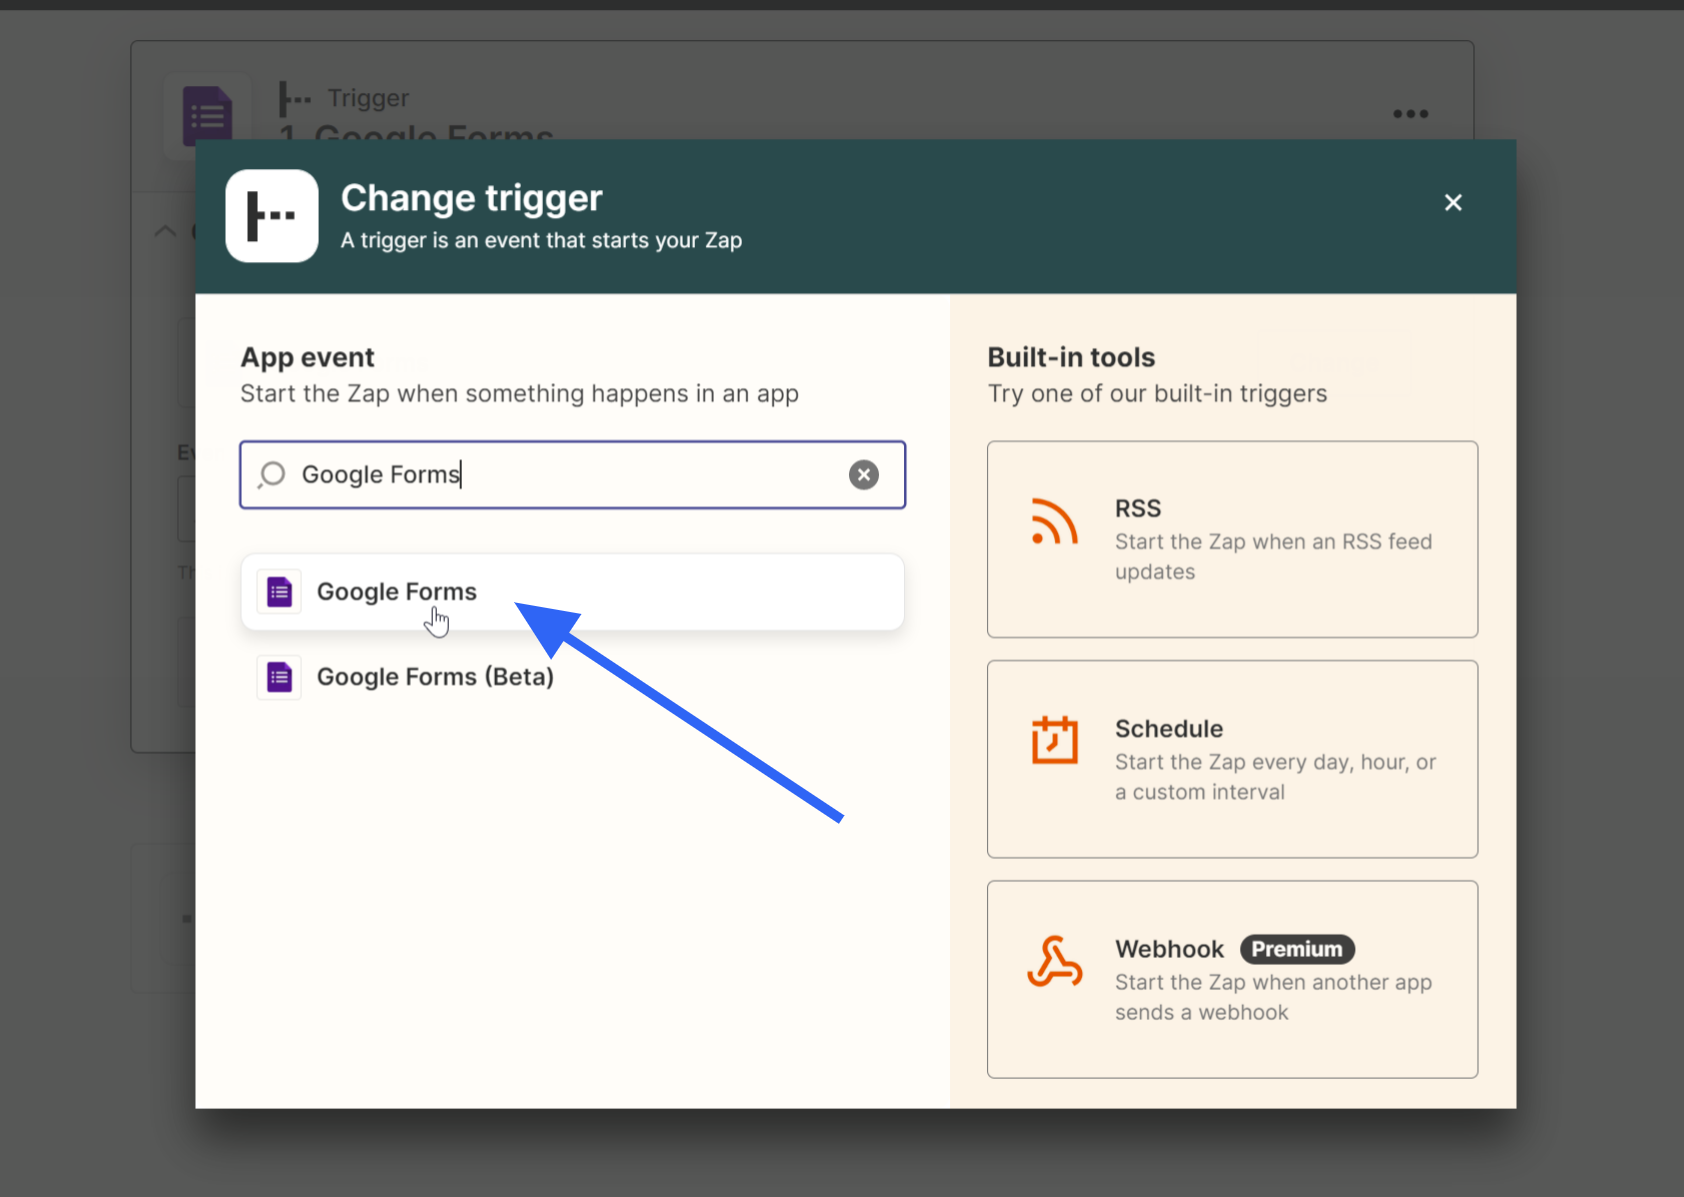 Trigger
1. Google Forms
Change trigger
A trigger is an event that starts your Zap
App event
Start the Zap when something happens in an app
Google Forms
Google Forms
Google Forms (Beta)
Built-in tools
Try one of our built-in triggers
RSS
Start the Zap when an RSS feed
updates
Schedule
Start the Zap every day, hour, or
a custom interval
Webhook Premium
Start the Zap when another app
sends a webhook